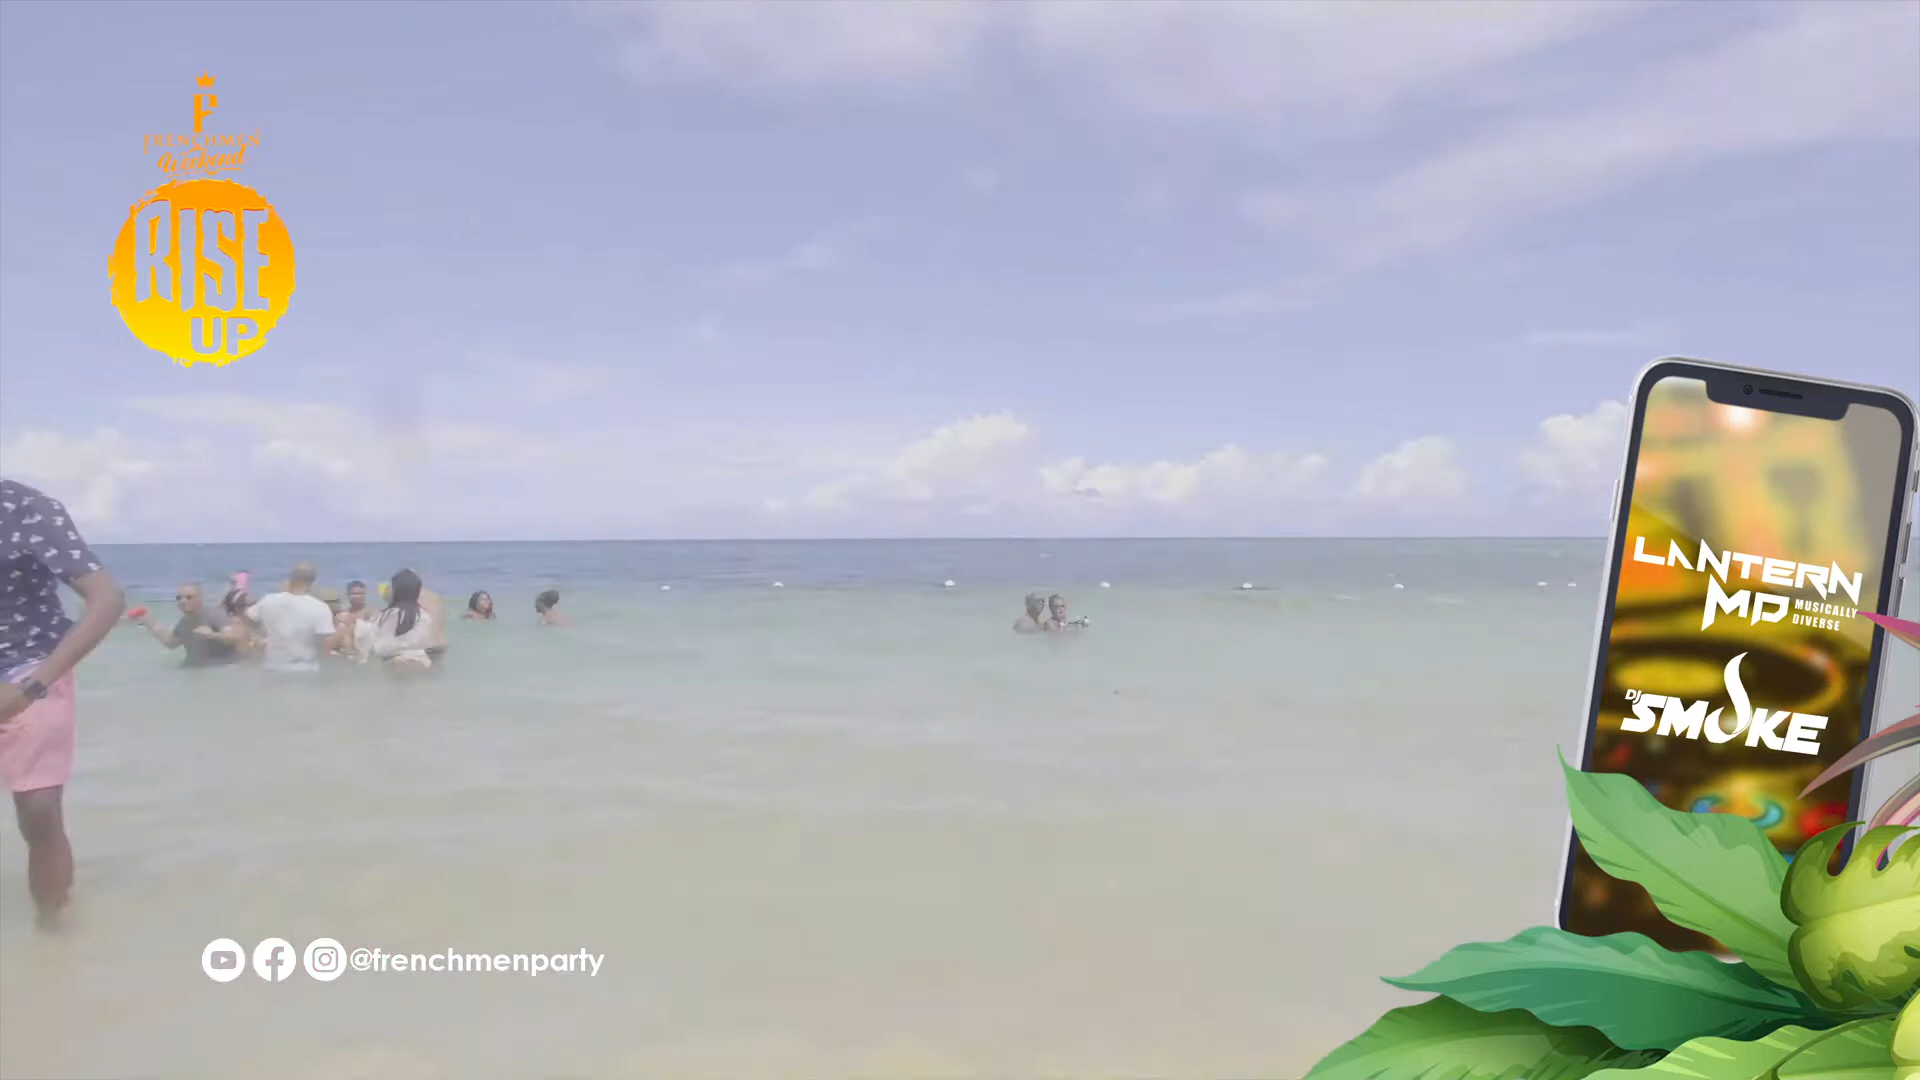 FRENCHMEN
Weekend
RISE
UP
LANTERN
MD MUSICALLY
DIVERSE
DJ
SMOKE
@frenchmenparty